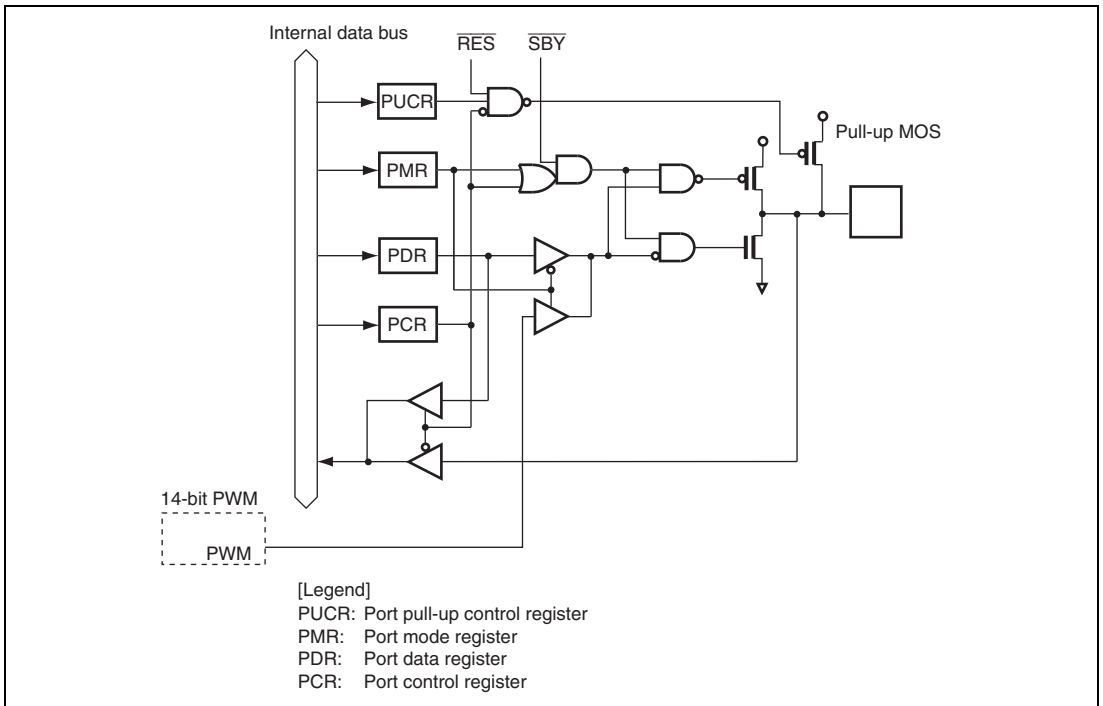 Internal data bus
RES SBY
PUCR
Pull-up MOS
PMR
PDR
PCR
14-bit PWM
PWM
[Legend]
PUCR: Port pull-up control register
PMR: Port mode register
PDR: Port data register
PCR: Port control register